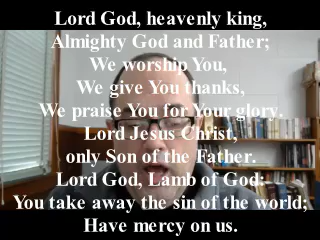 Lord God, heavenly king,
Almighty God and Father;
We worship You,
We give You thanks,
We praise You for Your glory.
Lord Jesus Christ,
only Son of the Father.
Lord God, Lamb of God:
You take away the sin of the world;
Have mercy on us.